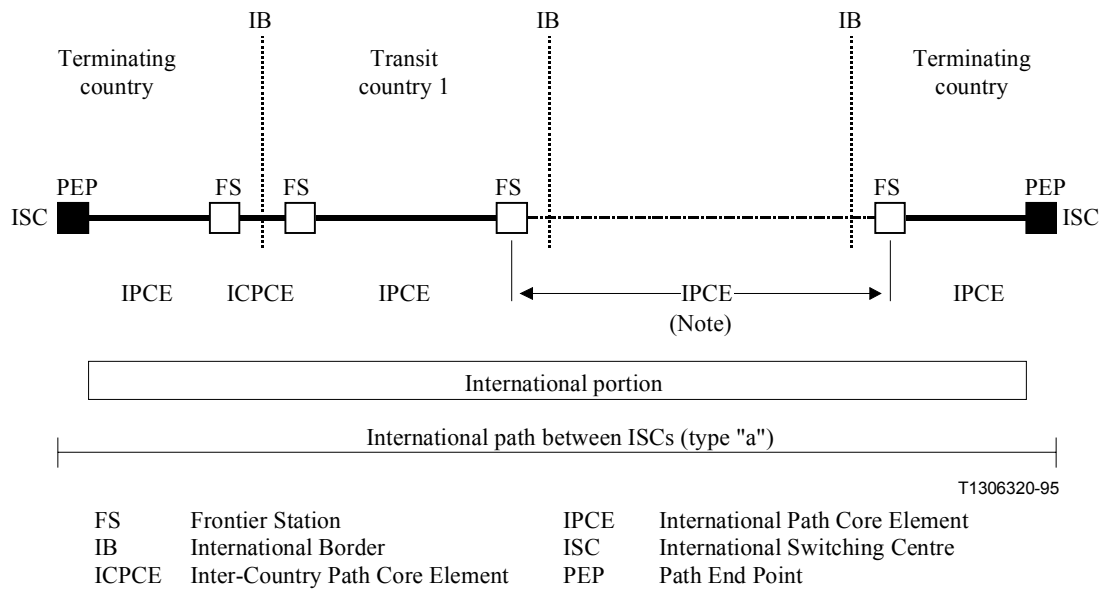 IB IB IB
Terminating country
Transit country 1
Terminating country
PEP FS FS FS FS PEP
ISC ISC
IPCE ICPCE IPCE IPCE IPCE
(Note)
International portion
International path between ISCs (type "a")
T1306320-95
FS Frontier Station IPCE International Path Core Element
IB International Border ISC International Switching Centre
ICPCE Inter-Country Path Core Element PEP Path End Point